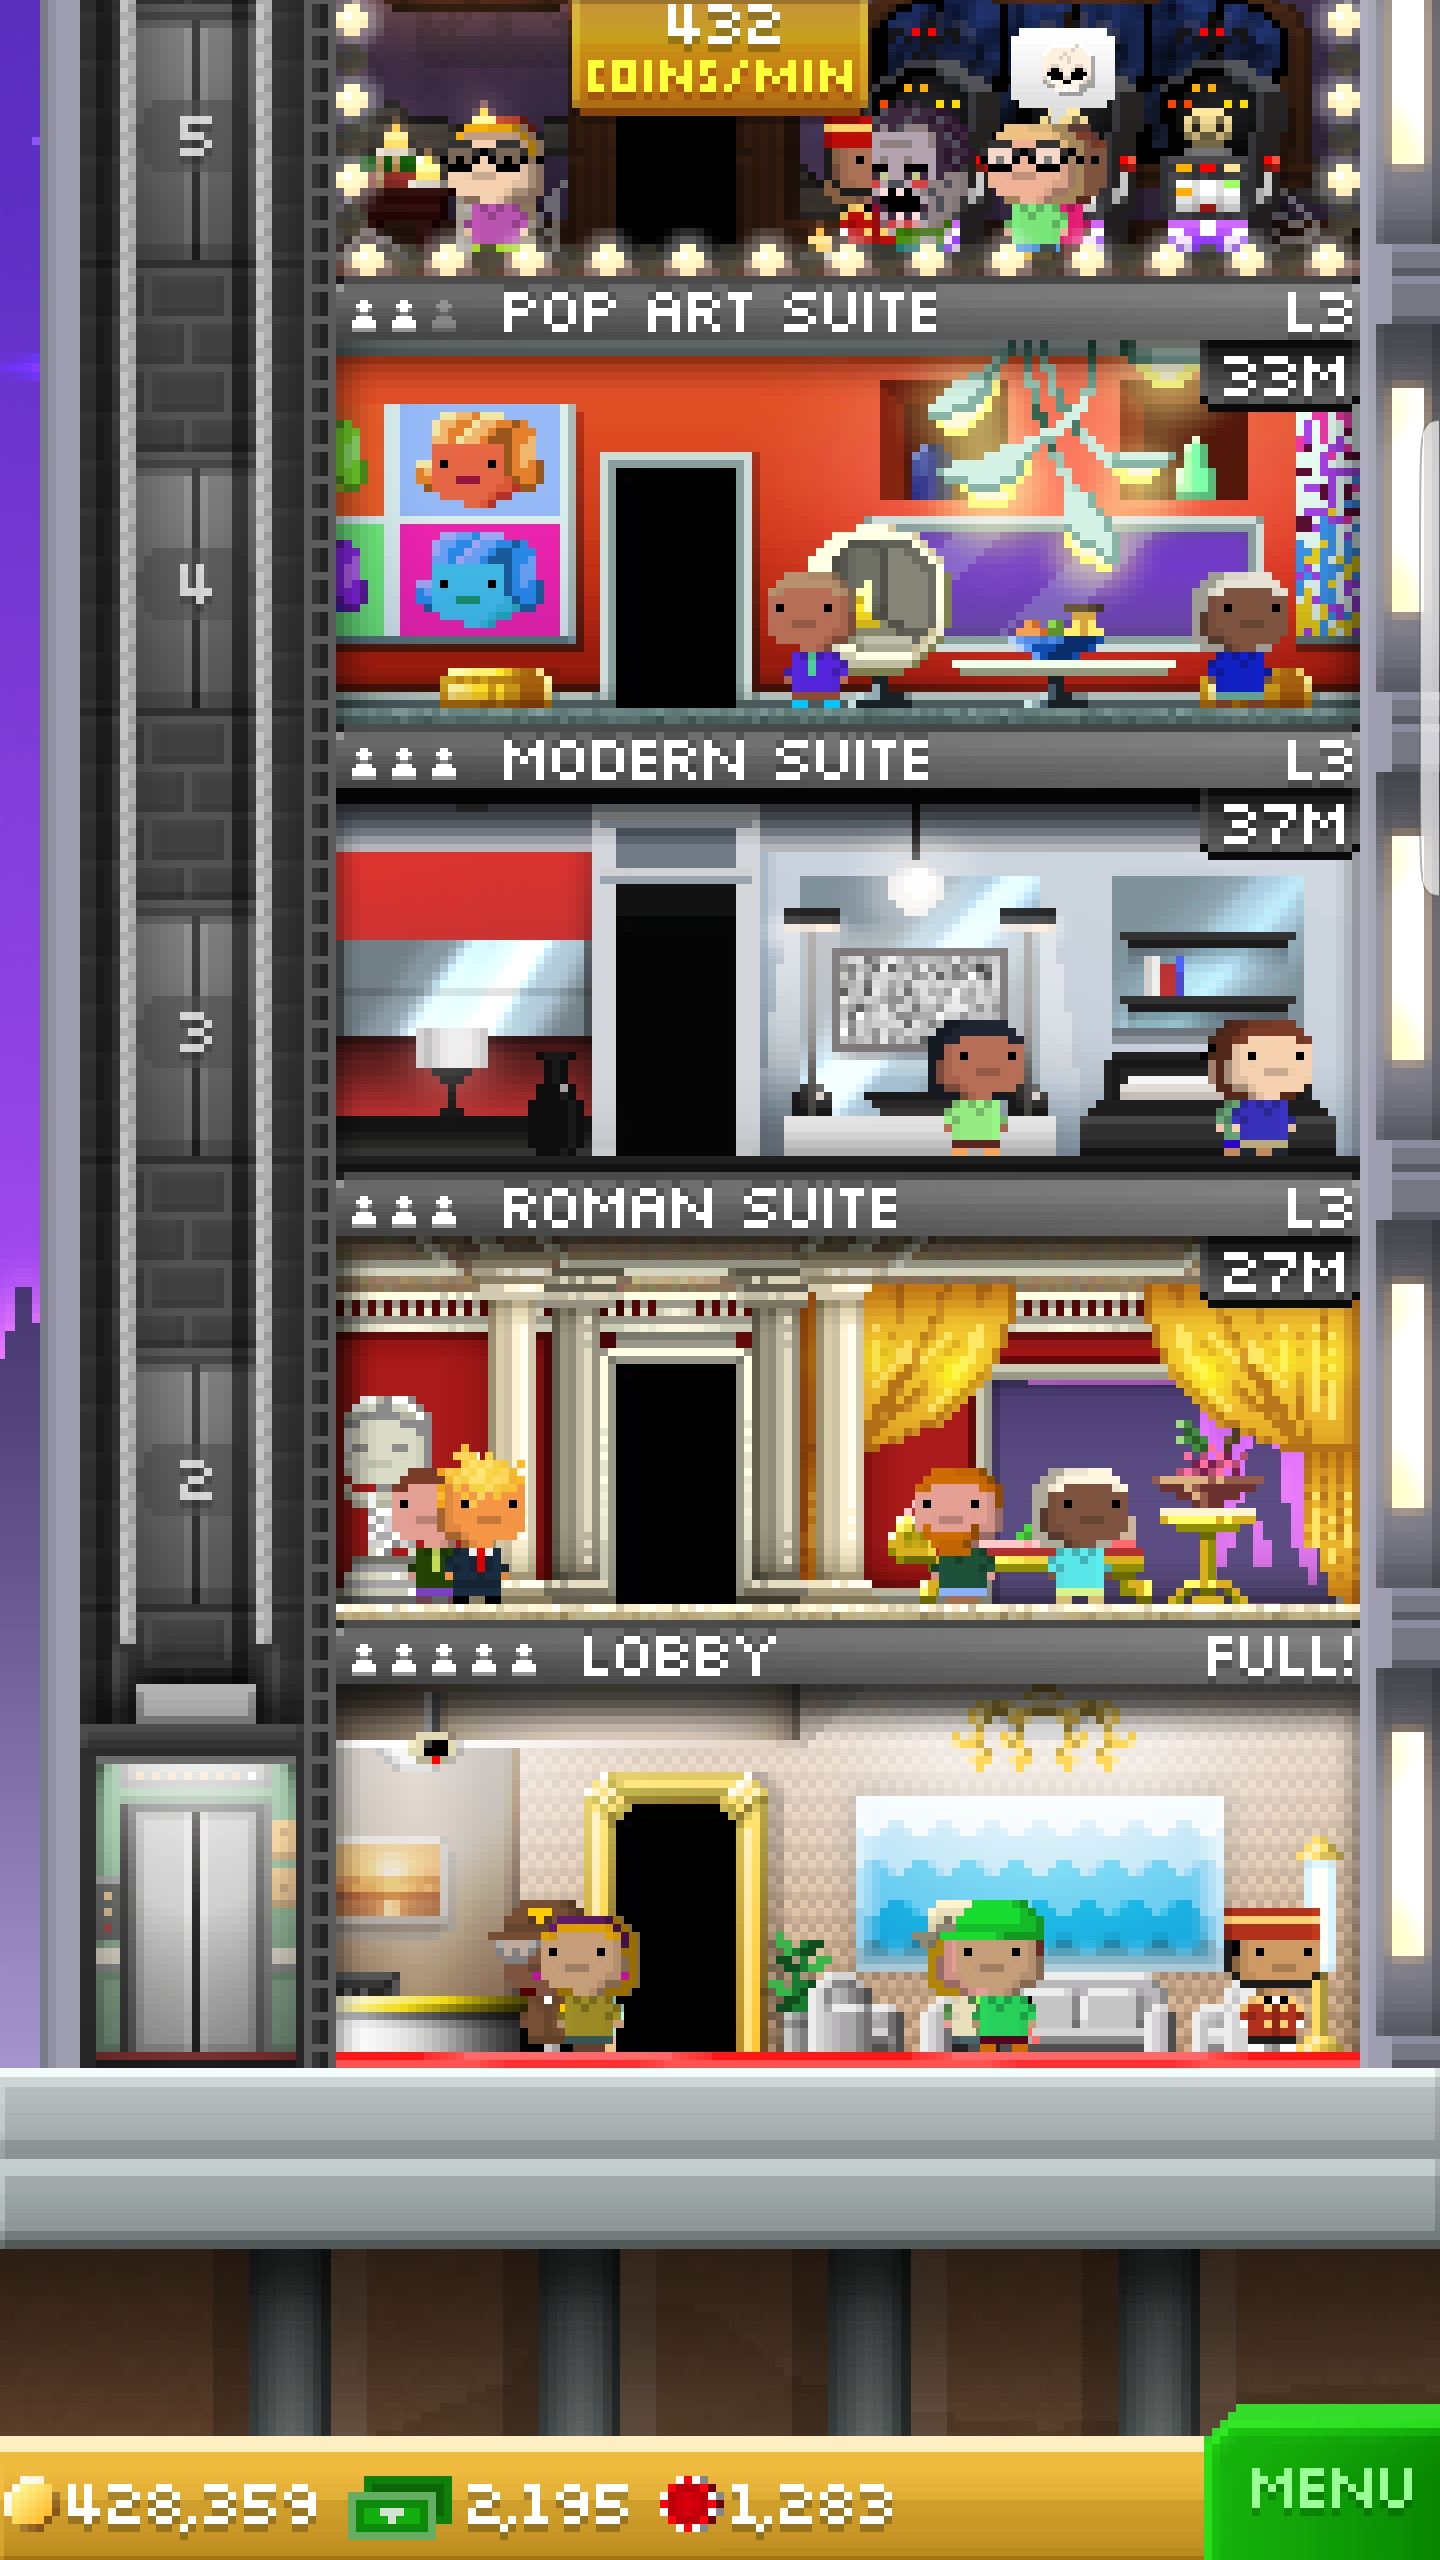 432
COINS/MIN
5
POP ART SUITE L3
33M
4
MODERN SUITE L3
37M
3
ROMAN SUITE L3
27M
2
LOBBY FULL!
428,359 2,195 1,283
MENU